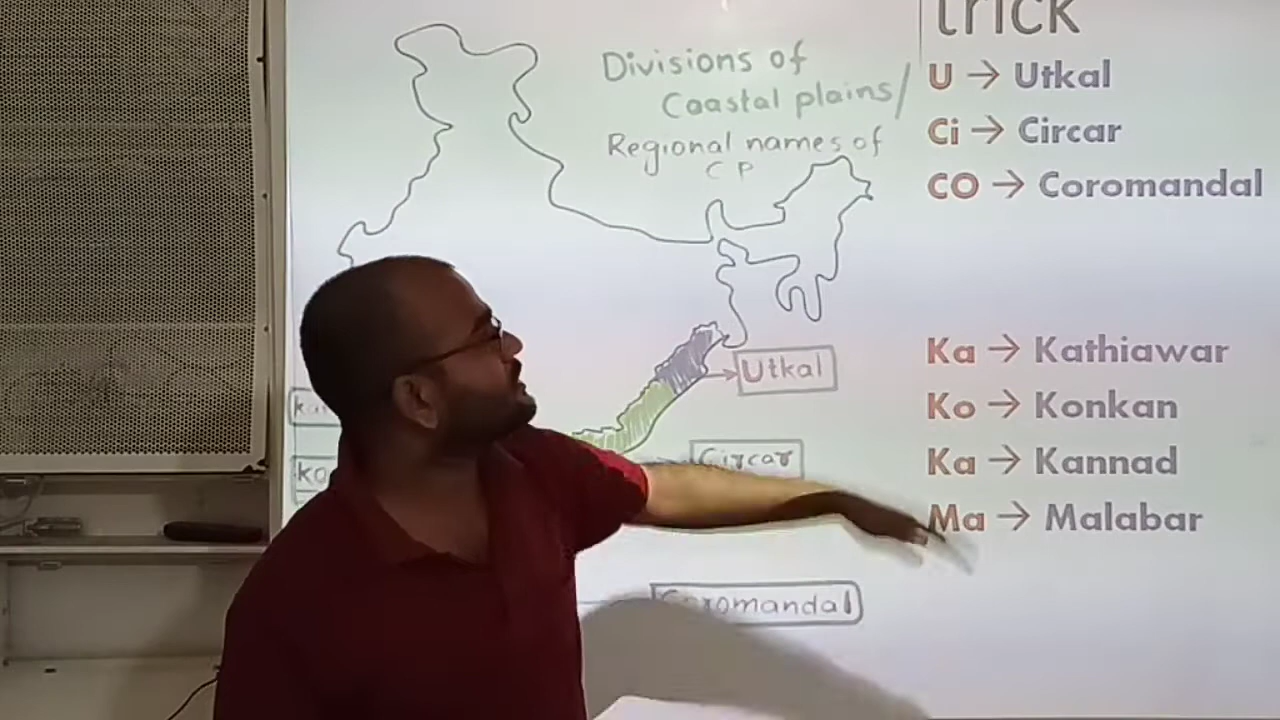 trick
Divisions of
Coastal plains/
Regional names of
C P
U → Utkal
Ci → Circar
CO → Coromandal
Utkal
Circar
Coromandal
Ka → Kathiawar
Ko → Konkan
Ka → Kannad
Ma → Malabar